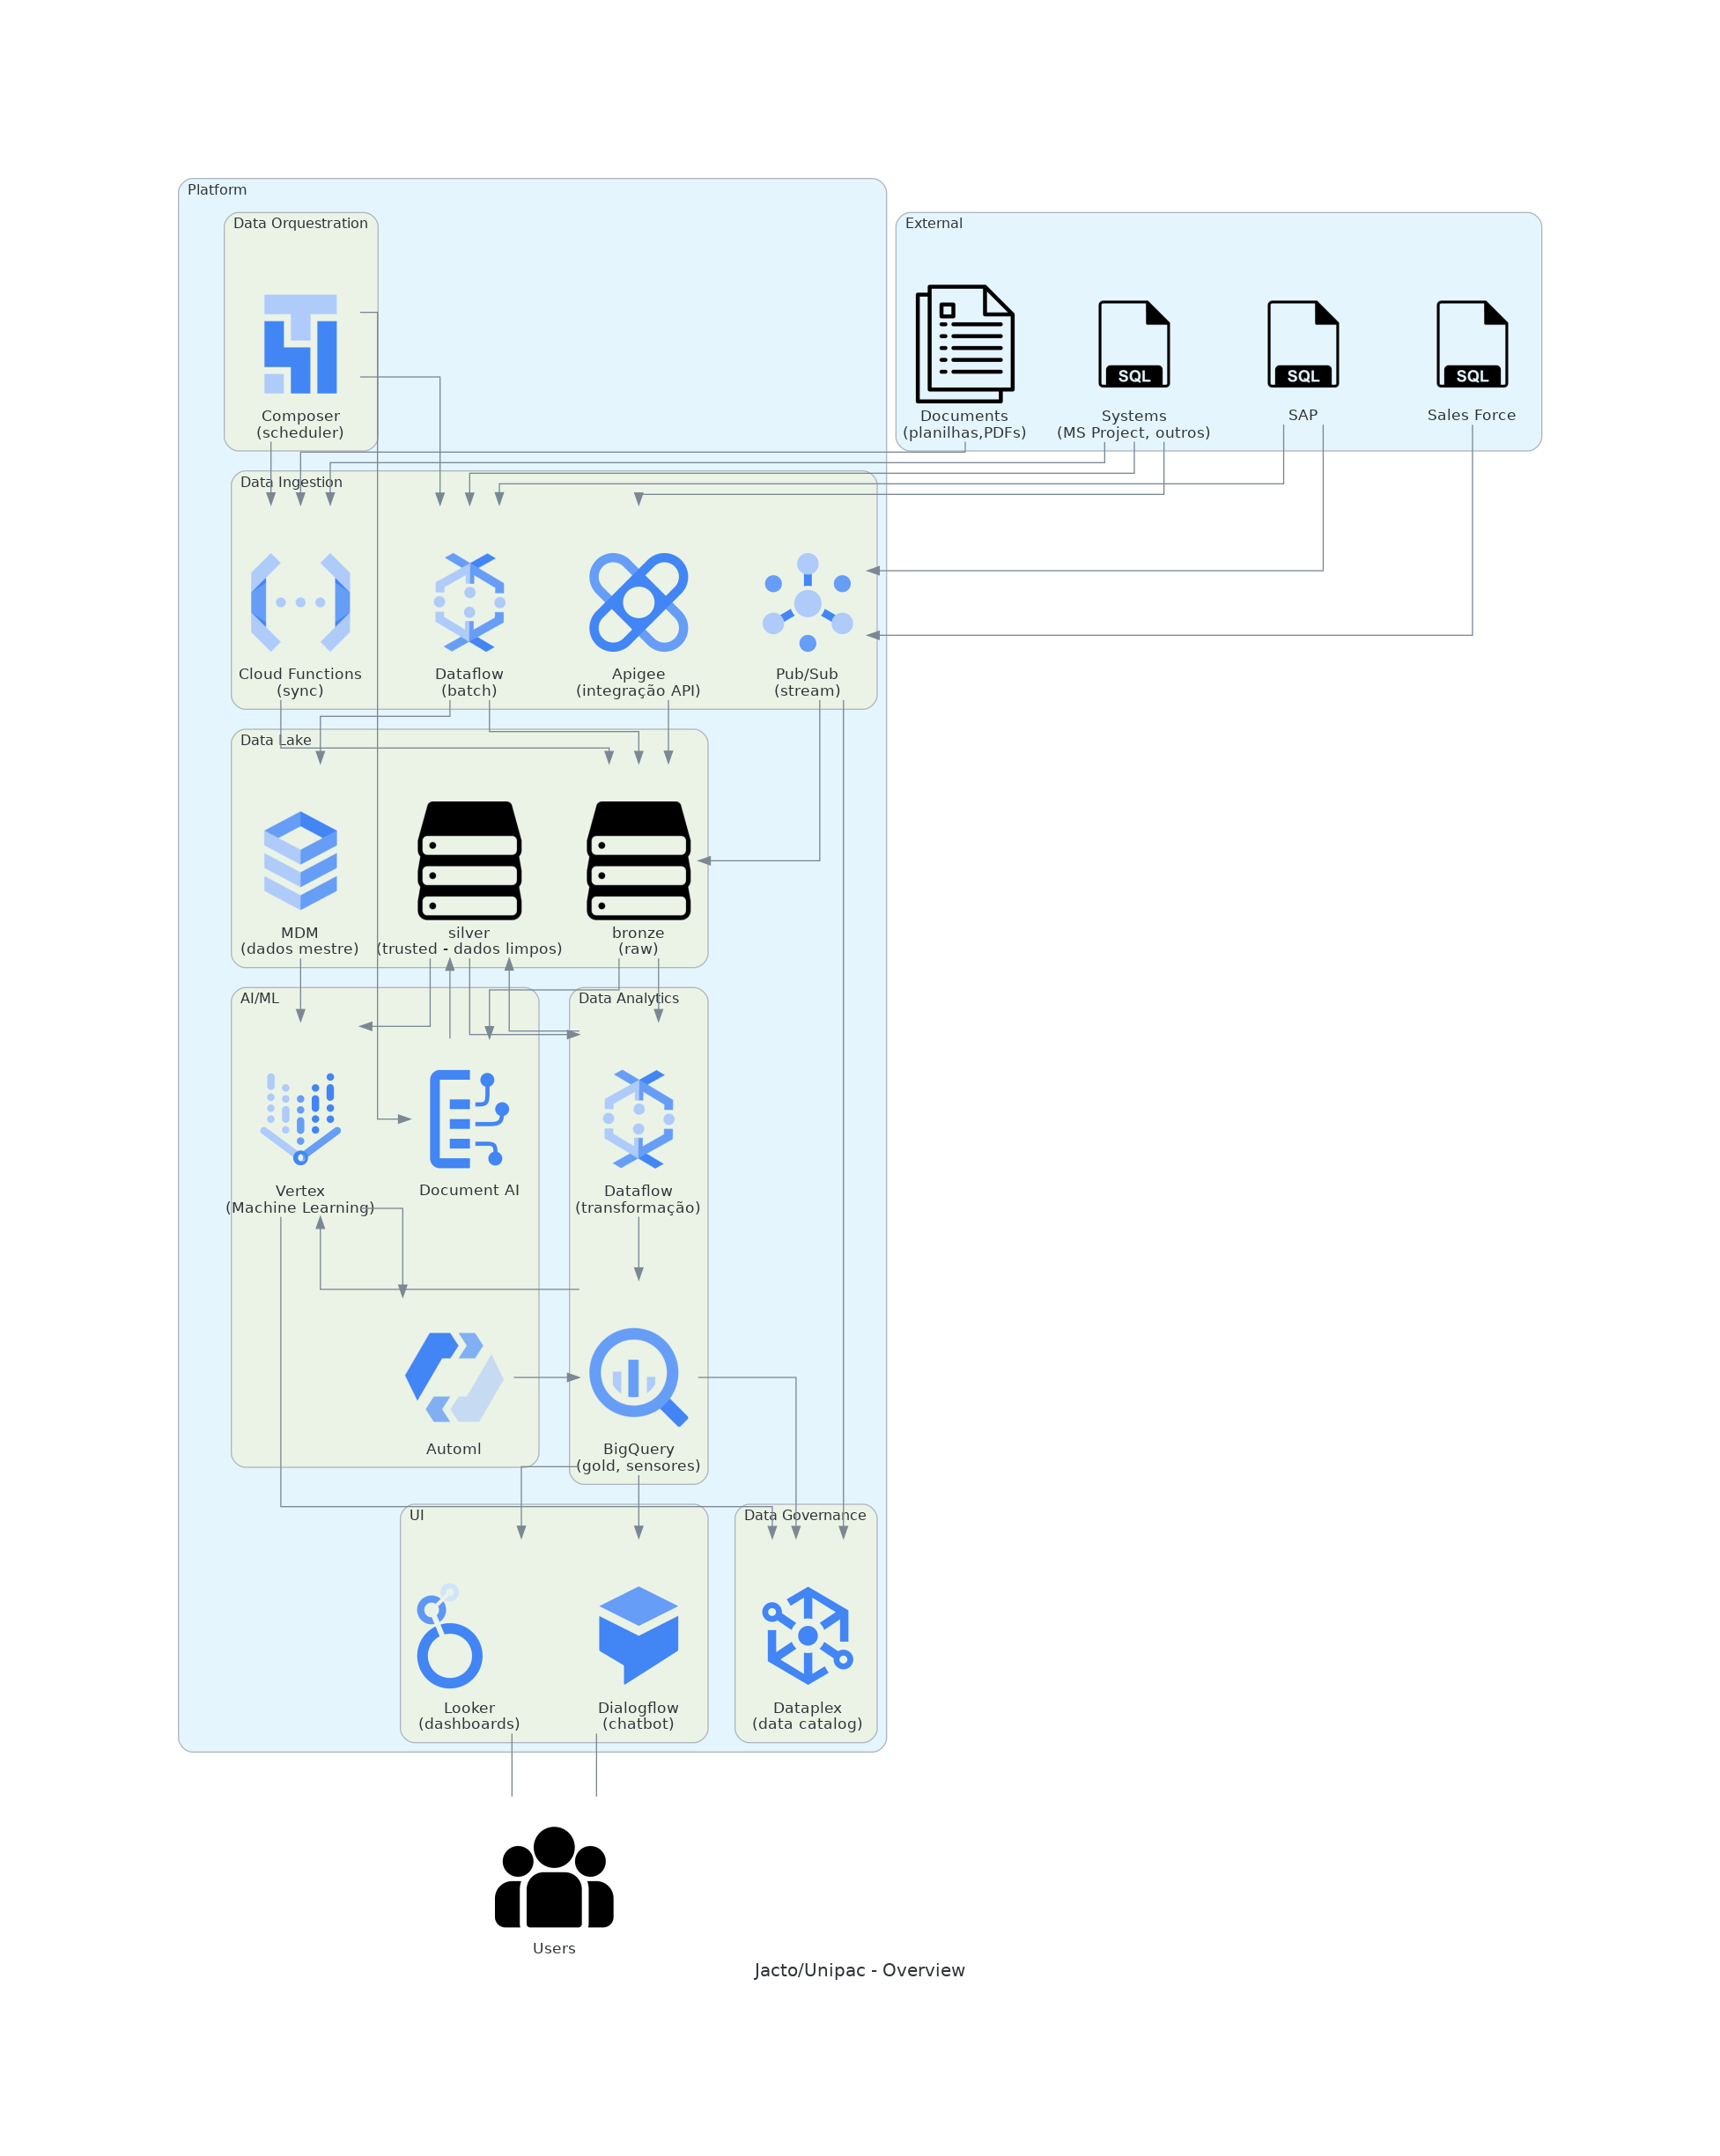 Platform
Data Orquestration
External
SQL
SQL
SQL
Composer
(scheduler)
Documents
(planilhas,PDFs)
Systems
(MS Project, outros)
SAP
Sales Force
Data Ingestion
Cloud Functions
(sync)
Dataflow
(batch)
Apigee
(integração API)
Pub/Sub
(stream)
Data Lake
MDM
(dados mestre)
silver
(trusted - dados limpos)
bronze
(raw)
AI/ML
Data Analytics
Vertex
(Machine Learning)
Document AI
Dataflow
(transformação)
Automl
BigQuery
(gold, sensores)
UI
Data Governance
Looker
(dashboards)
Dialogflow
(chatbot)
Dataplex
(data catalog)
Users
Jacto/Unipac - Overview